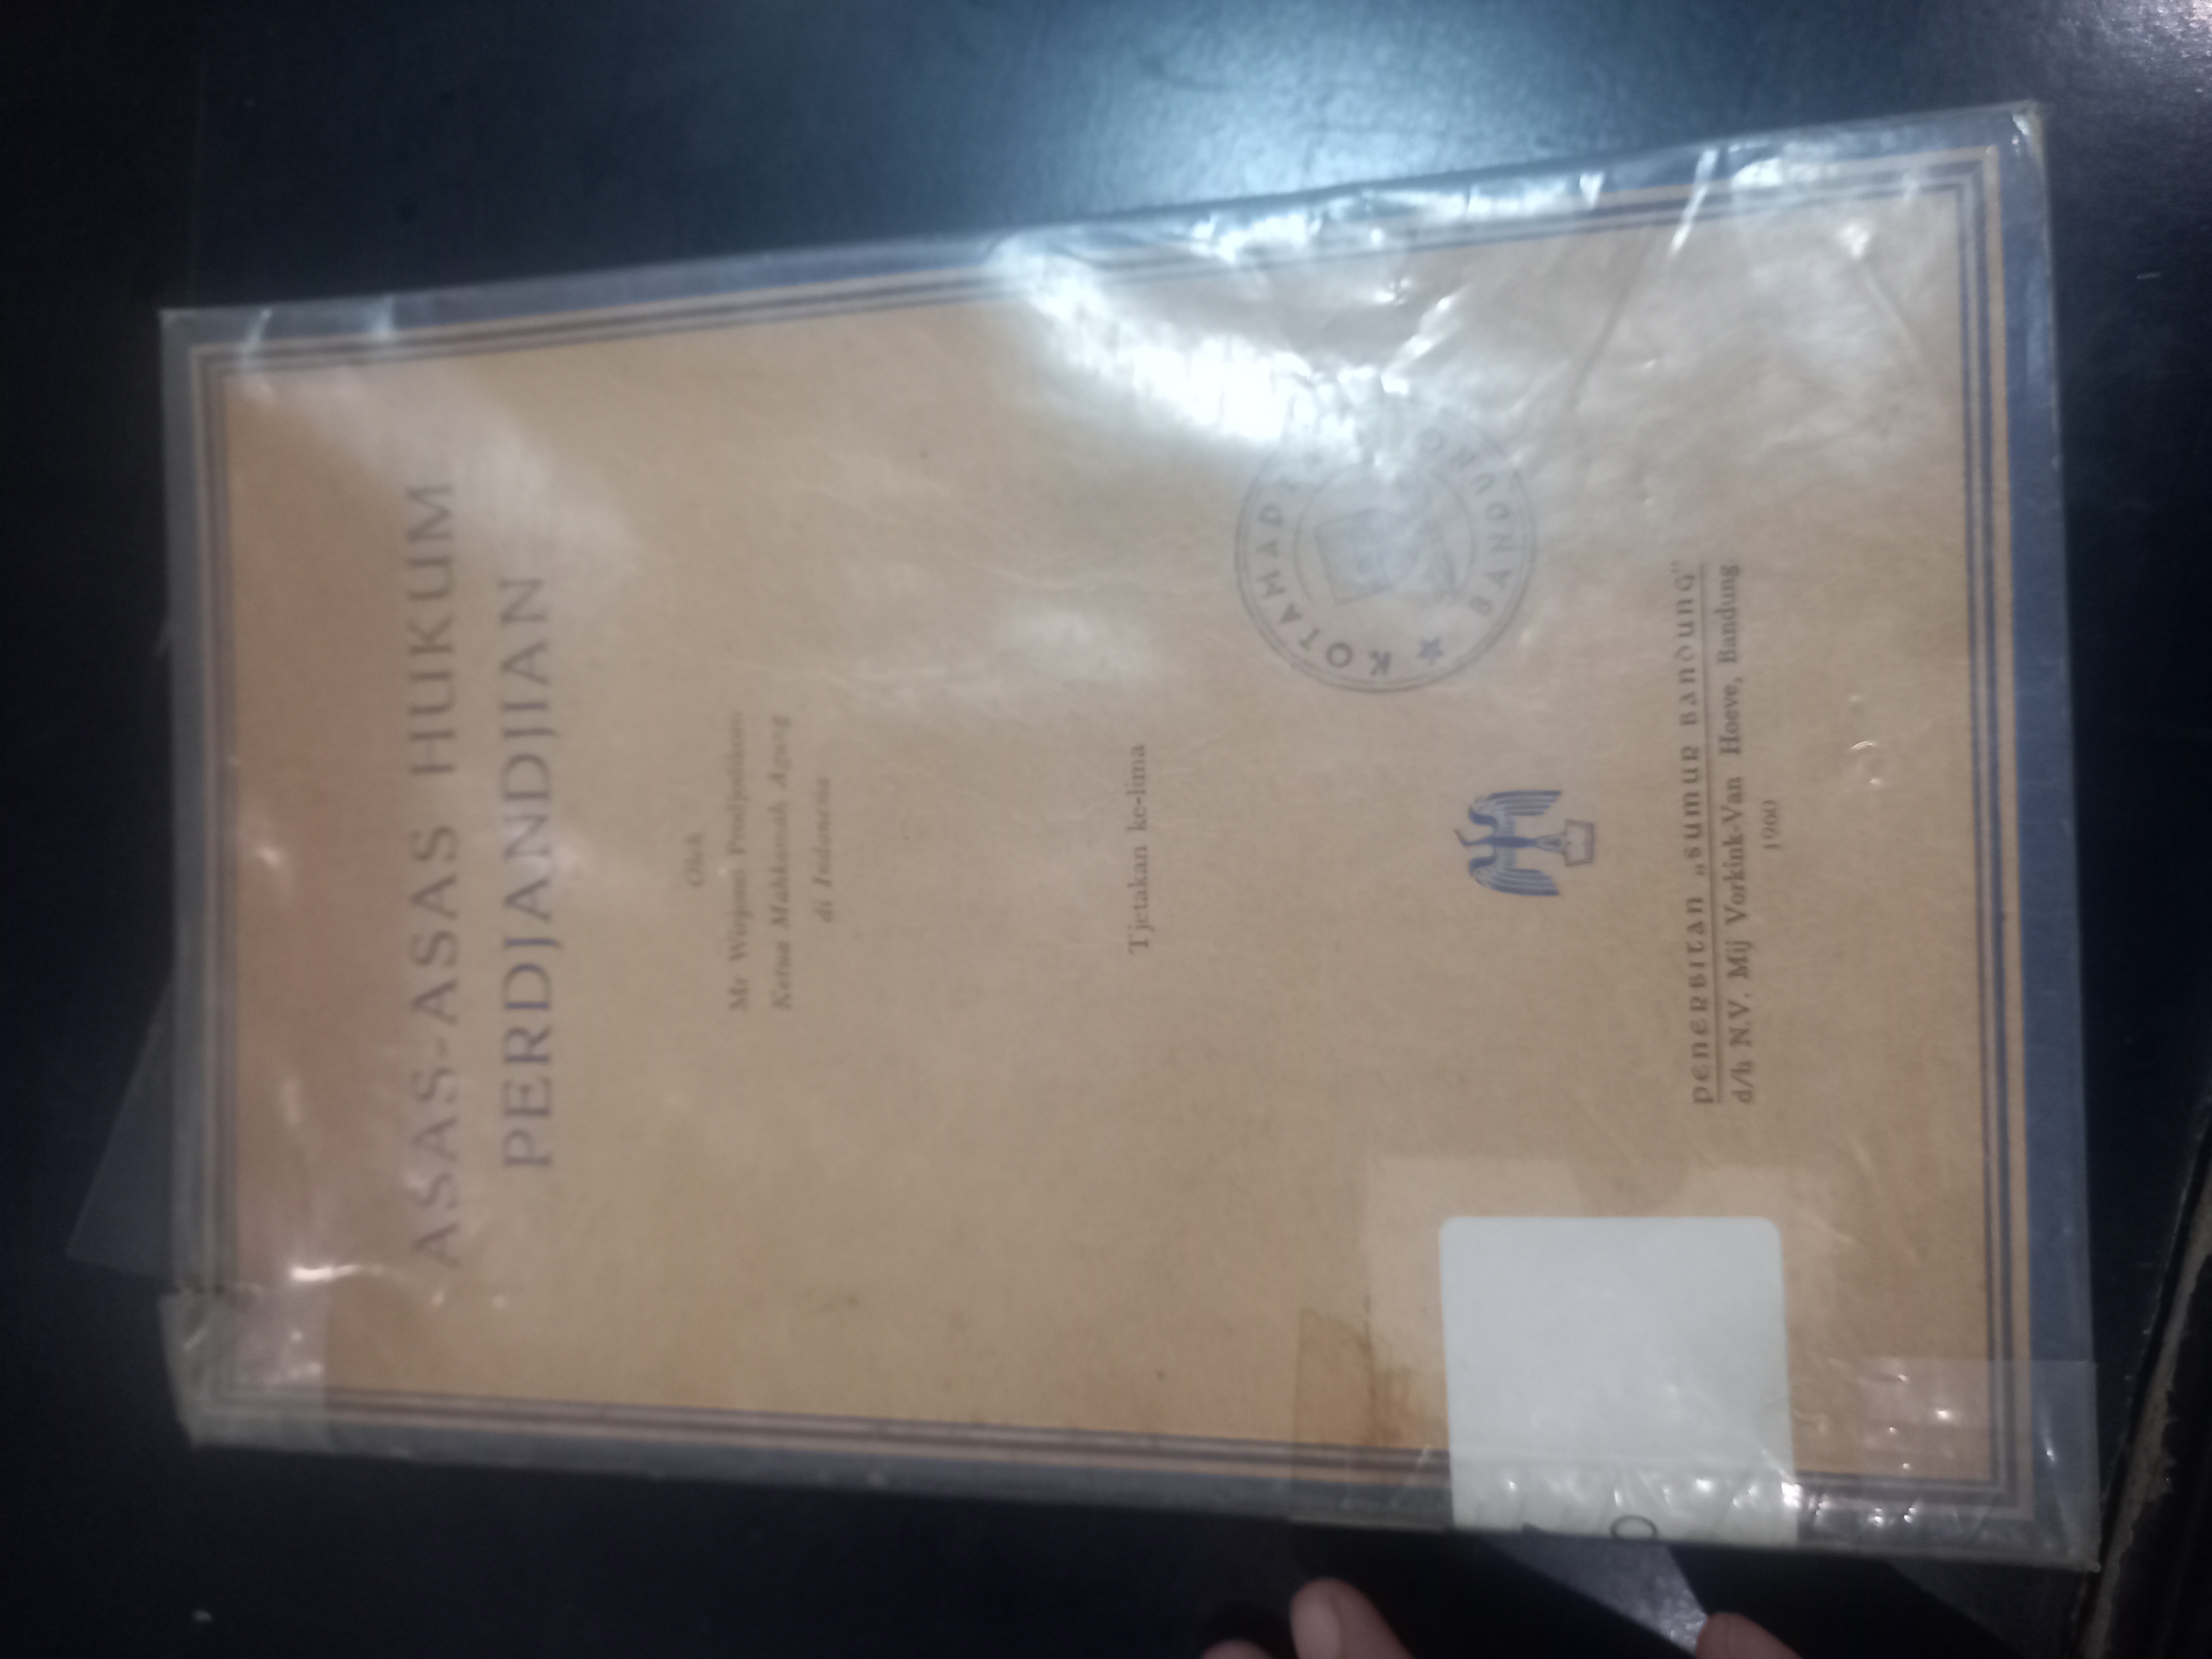 ASAS-ASAS HUKUM
PERDJANDJIAN
Oleh
Mr Wirjono Prodjodikoro
Ketua Mahkamah Agung
di Indonesia
Tjetakan ke-lima
KOTAMAD
BANDUNG
PENERBITAN „SUMUR BANDUNG"
d/h N.V. Mij Vorkink-Van Hoeve, Bandung
1960